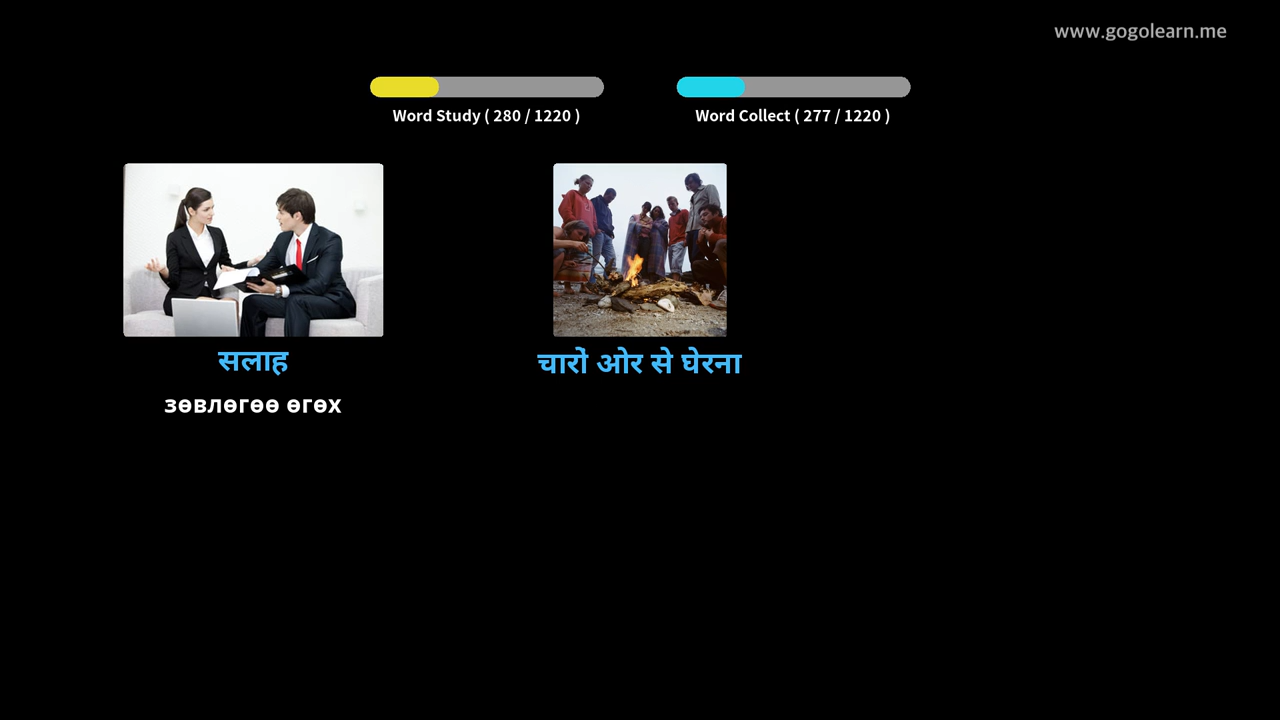 www.gogolearn.me
Word Study ( 280 / 1220 )
Word Collect ( 277 / 1220 )
सलाह
зөвлөгөө өгөх
चारों ओर से घेरना